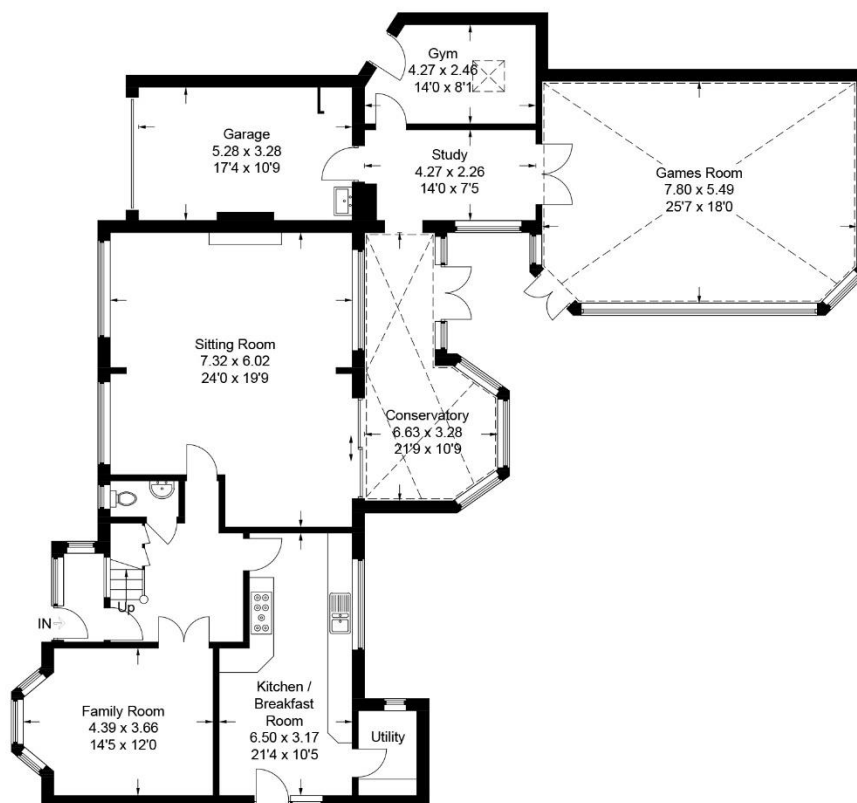 Gym
4.27 x 2.46
14'0 x 8'1
Garage
5.28 x 3.28
17'4 x 10'9
Study
4.27 x 2.26
14'0 x 7'5
Games Room
7.80 x 5.49
25'7 x 18'0
Sitting Room
7.32 x 6.02
24'0 x 19'9
Conservatory
6.63 x 3.28
21'9 x 10'9
Up
IN
Family Room
4.39 x 3.66
14'5 x 12'0
Kitchen /
Breakfast
Room
6.50 x 3.17
21'4 x 10'5
Utility